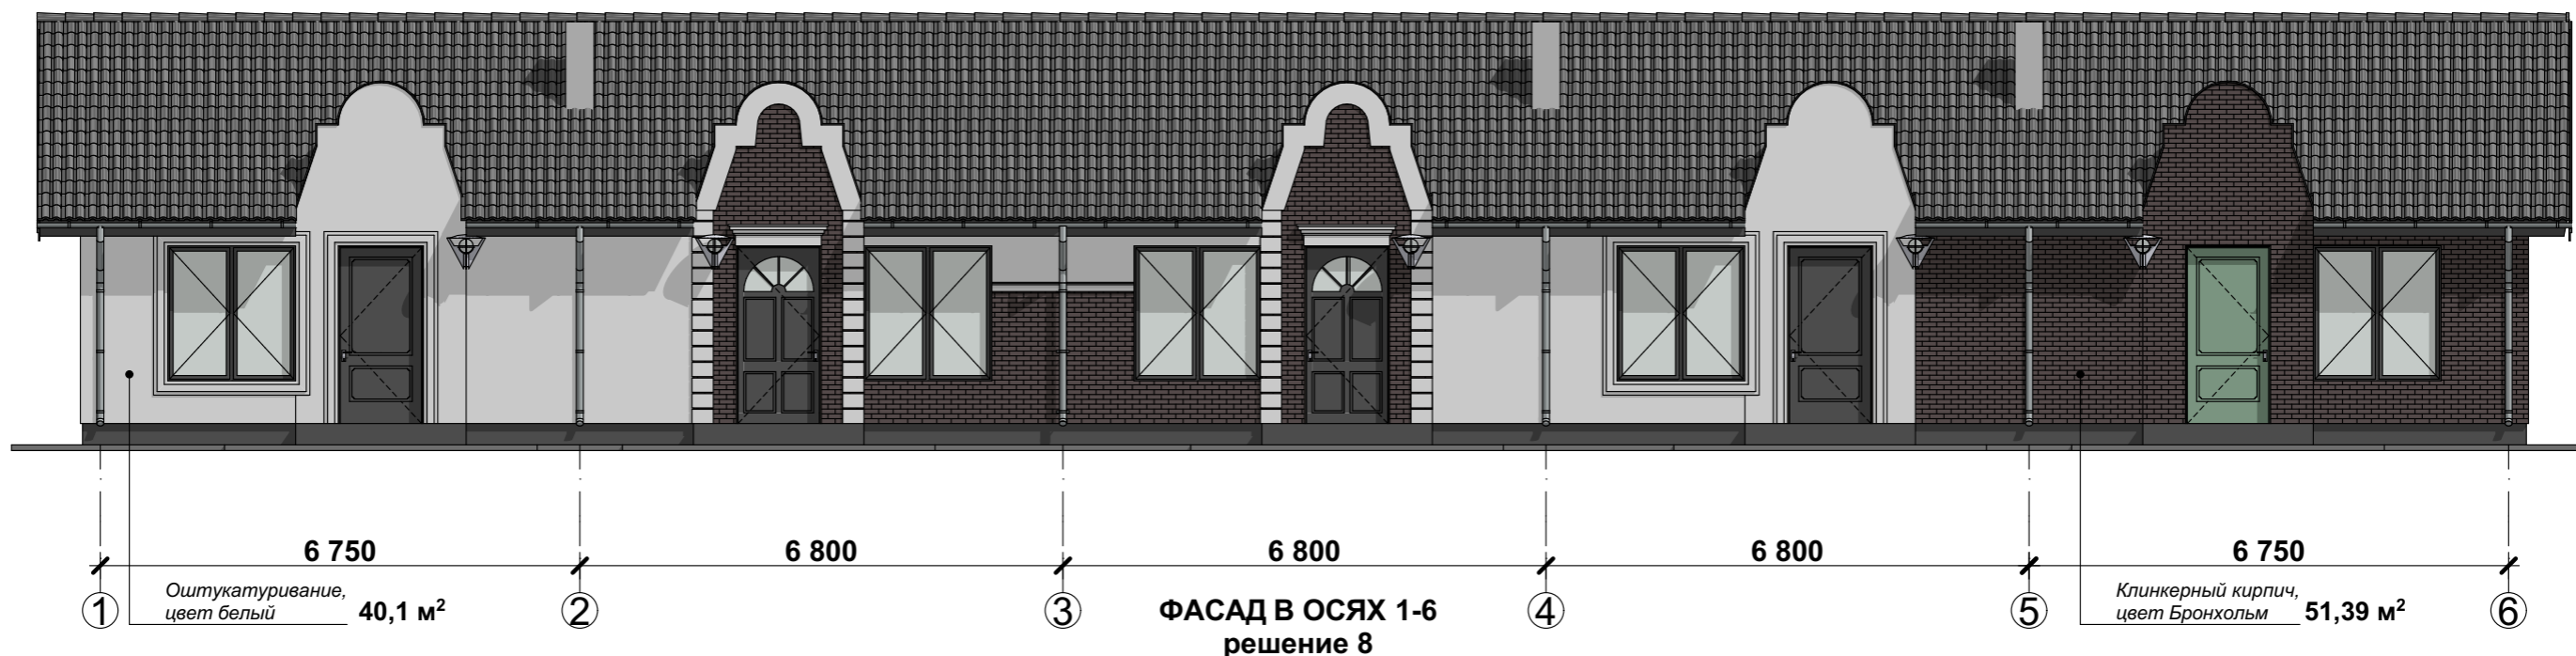 6 750
6 800
6 800
6 800
6 750
Оштукатуривание,
цвет белый 40,1 м²
Клинкерный кирпич,
цвет Бронхольм 51,39 м²
1
2
3
4
5
6
ФАСАД В ОСЯХ 1-6
решение 8